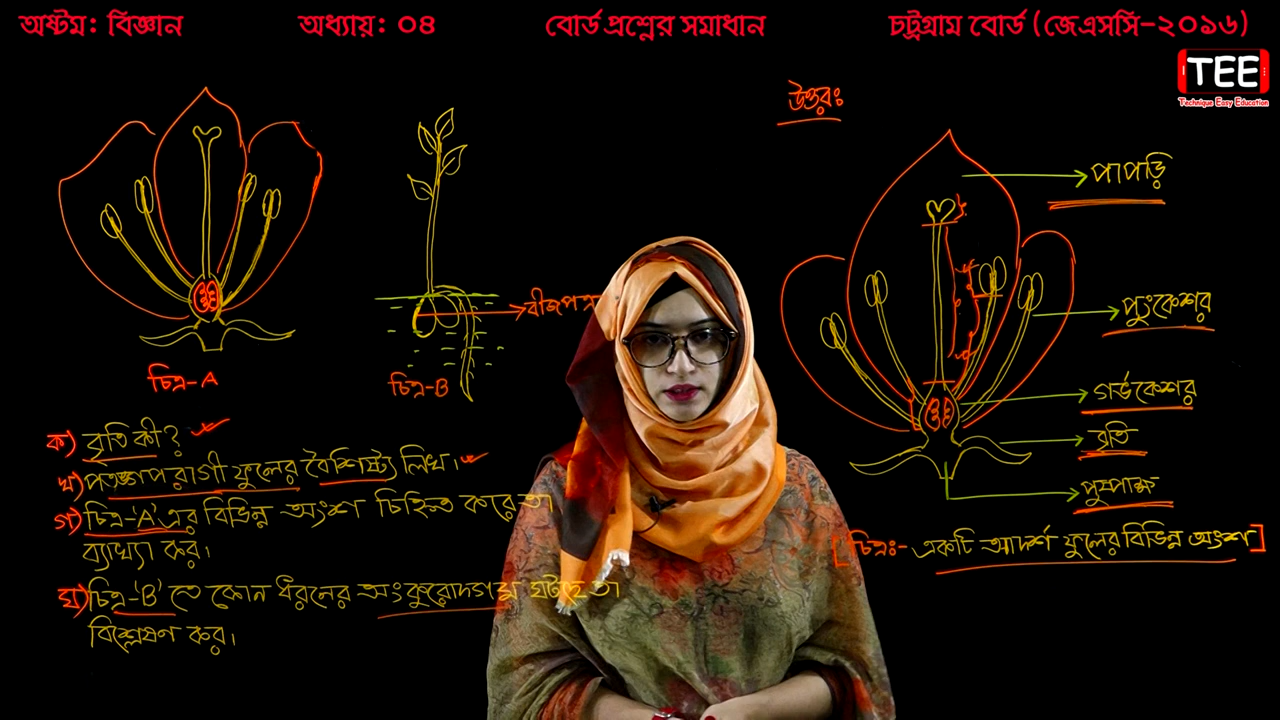 অষ্টম: বিজ্ঞান
অধ্যায়: ০৪
বোর্ড প্রশ্নের সমাধান
চট্রগ্রাম বোর্ড (জেএসসি-২০১৬)
TEE
Technique Easy Education
উত্তরঃ
পাপড়ি
পুংকেশর
গর্ভকেশর
বৃতি
পুষ্পাক্ষ
[চিত্রঃ- একটি আদর্শ ফুলের বিভিন্ন অংশ]
বীজপত্র
চিত্র-A
চিত্র-B
ক) বৃতি কী?
খ) পতঙ্গপরাগী ফুলের বৈশিষ্ট্য লিখ।
গ) চিত্র-'A' এর বিভিন্ন অংশ চিহ্নিত করে তা
ব্যাখ্যা কর।
ঘ) চিত্র-'B' তে কোন ধরনের অংকুরোদগম ঘটছে তা
বিশ্লেষণ কর।